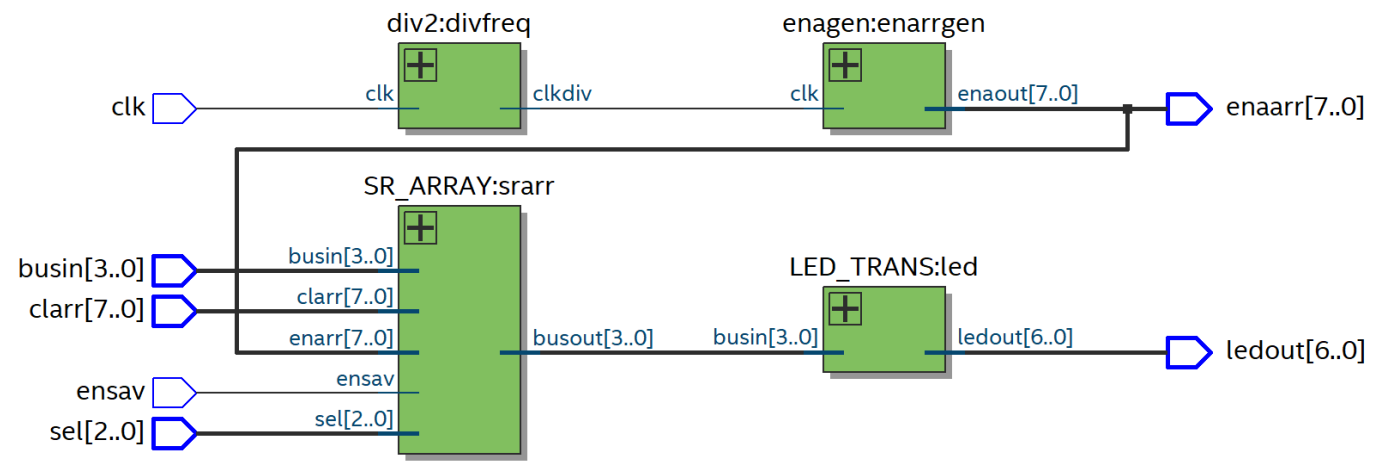 div2:divfreq
enagen:enarrgen
clk
clk
clkdiv
clk
enaout[7..0]
enaarr[7..0]
SR_ARRAY:srarr
busin[3..0]
busin[3..0]
clarr[7..0]
clarr[7..0]
enarr[7..0]
busout[3..0]
LED_TRANS:led
busin[3..0]
ledout[6..0]
ledout[6..0]
ensav
ensav
sel[2..0]
sel[2..0]